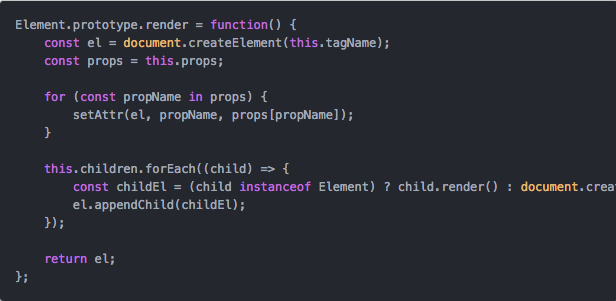 Element.prototype.render = function() {
    const el = document.createElement(this.tagName);
    const props = this.props;

    for (const propName in props) {
        setAttr(el, propName, props[propName]);
    }

    this.children.forEach((child) => {
        const childEl = (child instanceof Element) ? child.render() : document.crea
        el.appendChild(childEl);
    });

    return el;
};